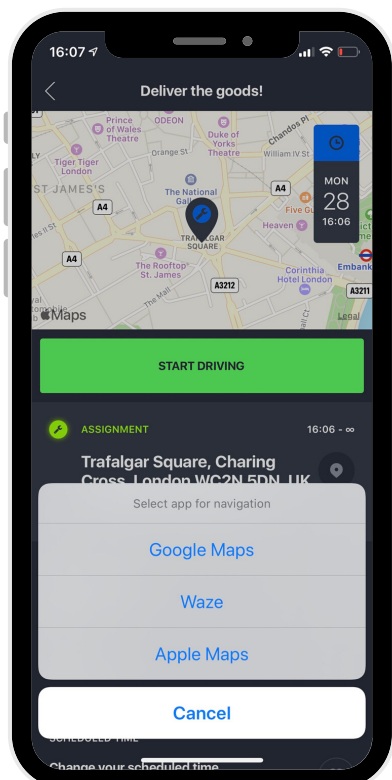 16:07
Deliver the goods!
Prince
of Wales
Theatre
ODEON
Duke of
Yorks
Theatre
Chandos Pl
Orange St
William IV St
Tiger Tiger
London
ST JAMES'S
The National
A4
A4
A4
Five Gu
Heaven
TRAFALGAR
SQUARE
The Rooftop
St. James
Corinthia
Hotel London
Embank
The Mall
A3212
A3211
Maps
Legal
MON
28
16:06
START DRIVING
ASSIGNMENT
16:06 - ∞
Trafalgar Square, Charing
Cross, London WC2N 5DN, UK
Select app for navigation
Google Maps
Waze
Apple Maps
Cancel
SCHEDULED TIME
Change your scheduled time